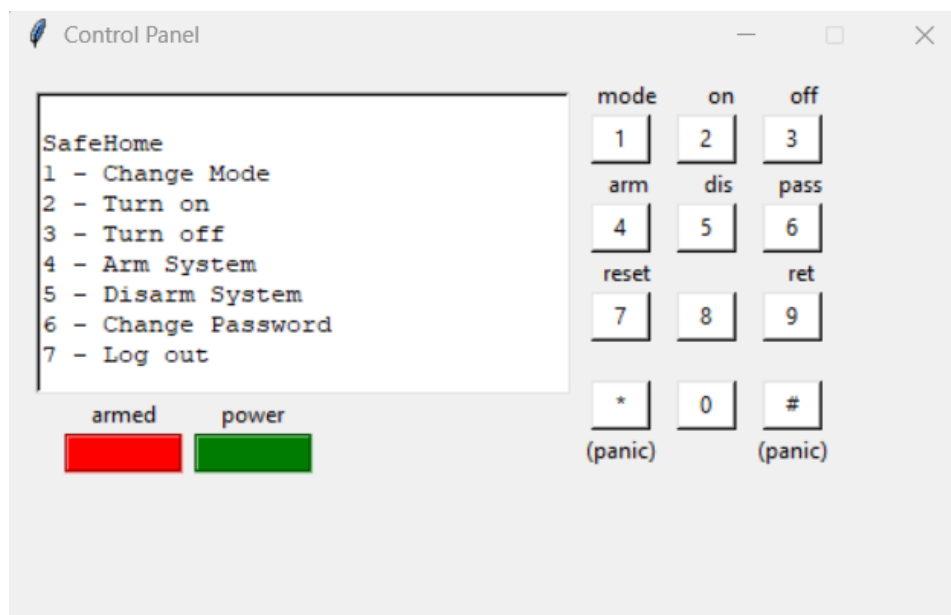 Control Panel
SafeHome
1 - Change Mode
2 - Turn on
3 - Turn off
4 - Arm System
5 - Disarm System
6 - Change Password
7 - Log out
armed power
mode on off
1 2 3
arm dis pass
4 5 6
reset ret
7 8 9
* 0 #
(panic) (panic)